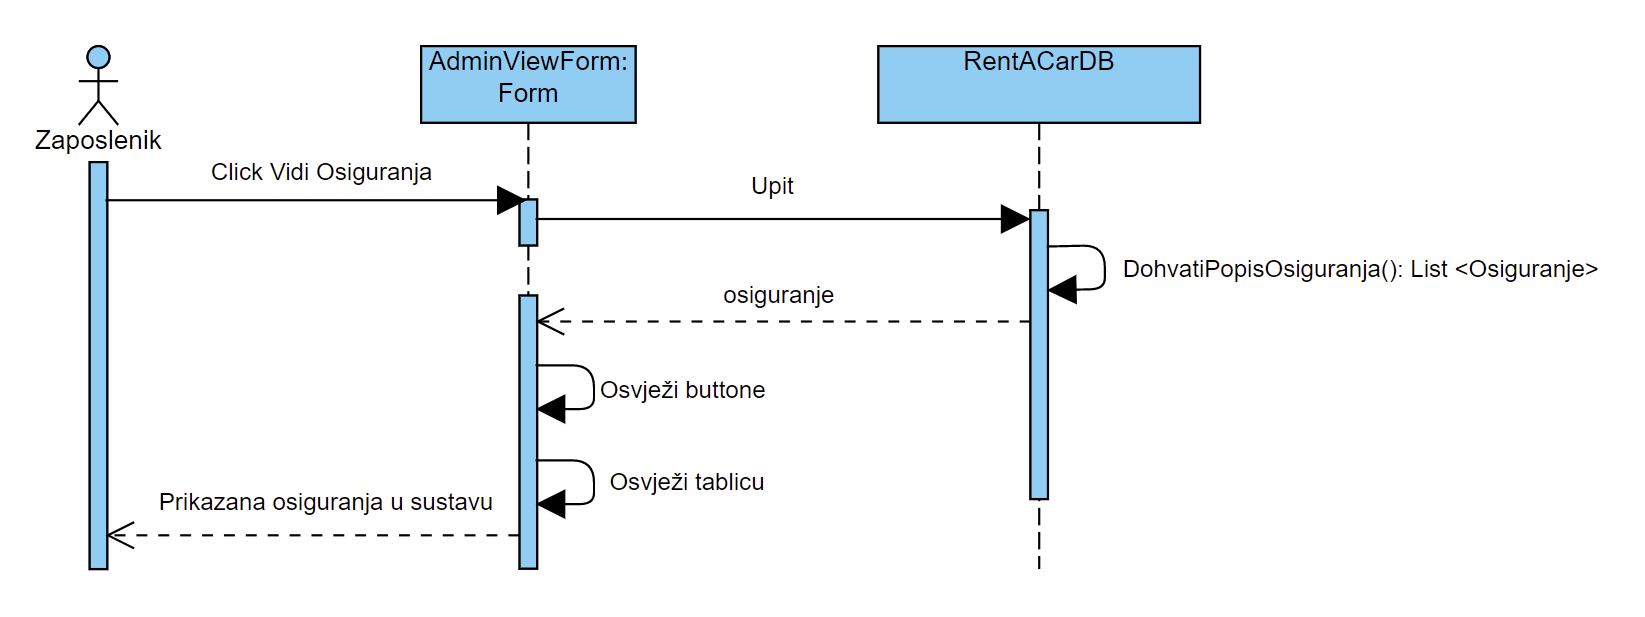 AdminViewForm:
Form
RentACarDB
Zaposlenik
Click Vidi Osiguranja
Upit
DohvatiPopisOsiguranja(): List <Osiguranje>
osiguranje
Osvježi buttone
Osvježi tablicu
Prikazana osiguranja u sustavu